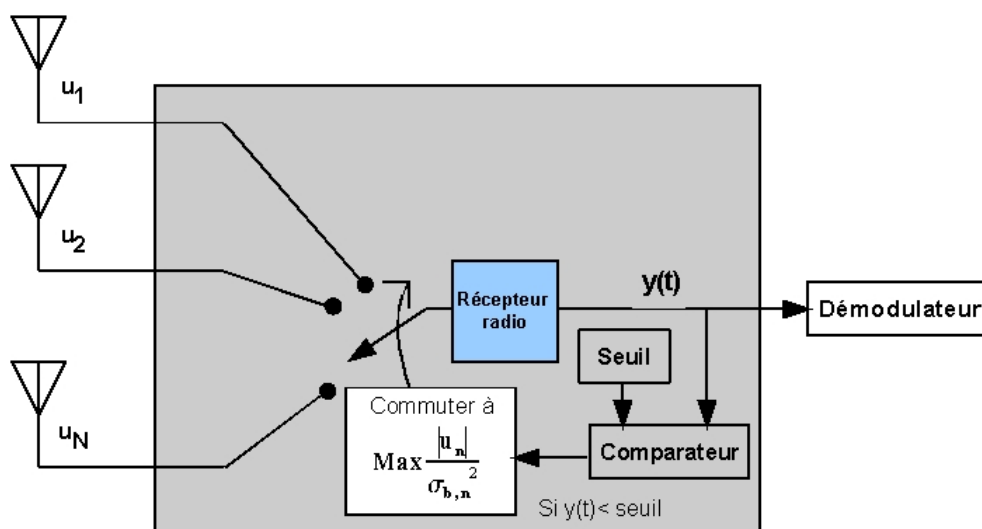 u1
u2
uN
Récepteur
radio
y(t)
Démodulateur
Seuil
Comparateur
Commuter à
Max |un| / σb,n²
Si y(t)< seuil